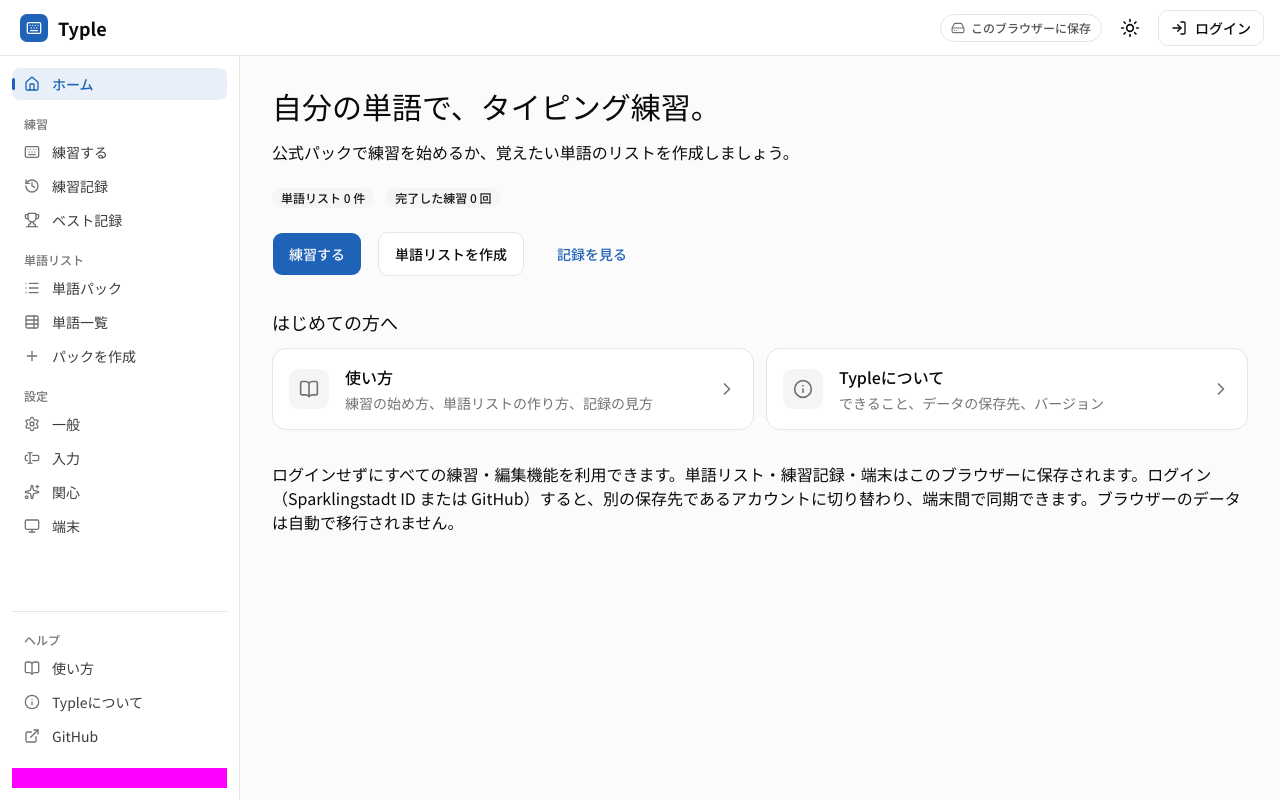 Typle
このブラウザーに保存
ログイン
ホーム
練習
練習する
練習記録
ベスト記録
単語リスト
単語パック
単語一覧
パックを作成
設定
一般
入力
関心
端末
ヘルプ
使い方
Typleについて
GitHub
自分の単語で、タイピング練習。
公式パックで練習を始めるか、覚えたい単語のリストを作成しましょう。
単語リスト 0 件
完了した練習 0 回
練習する
単語リストを作成
記録を見る
はじめての方へ
使い方
練習の始め方、単語リストの作り方、記録の見方
Typleについて
できること、データの保存先、バージョン
ログインせずにすべての練習・編集機能を利用できます。単語リスト・練習記録・端末はこのブラウザーに保存されます。ログイン
（Sparklingstadt ID または GitHub）すると、別の保存先であるアカウントに切り替わり、端末間で同期できます。ブラウザーのデータ
は自動で移行されません。